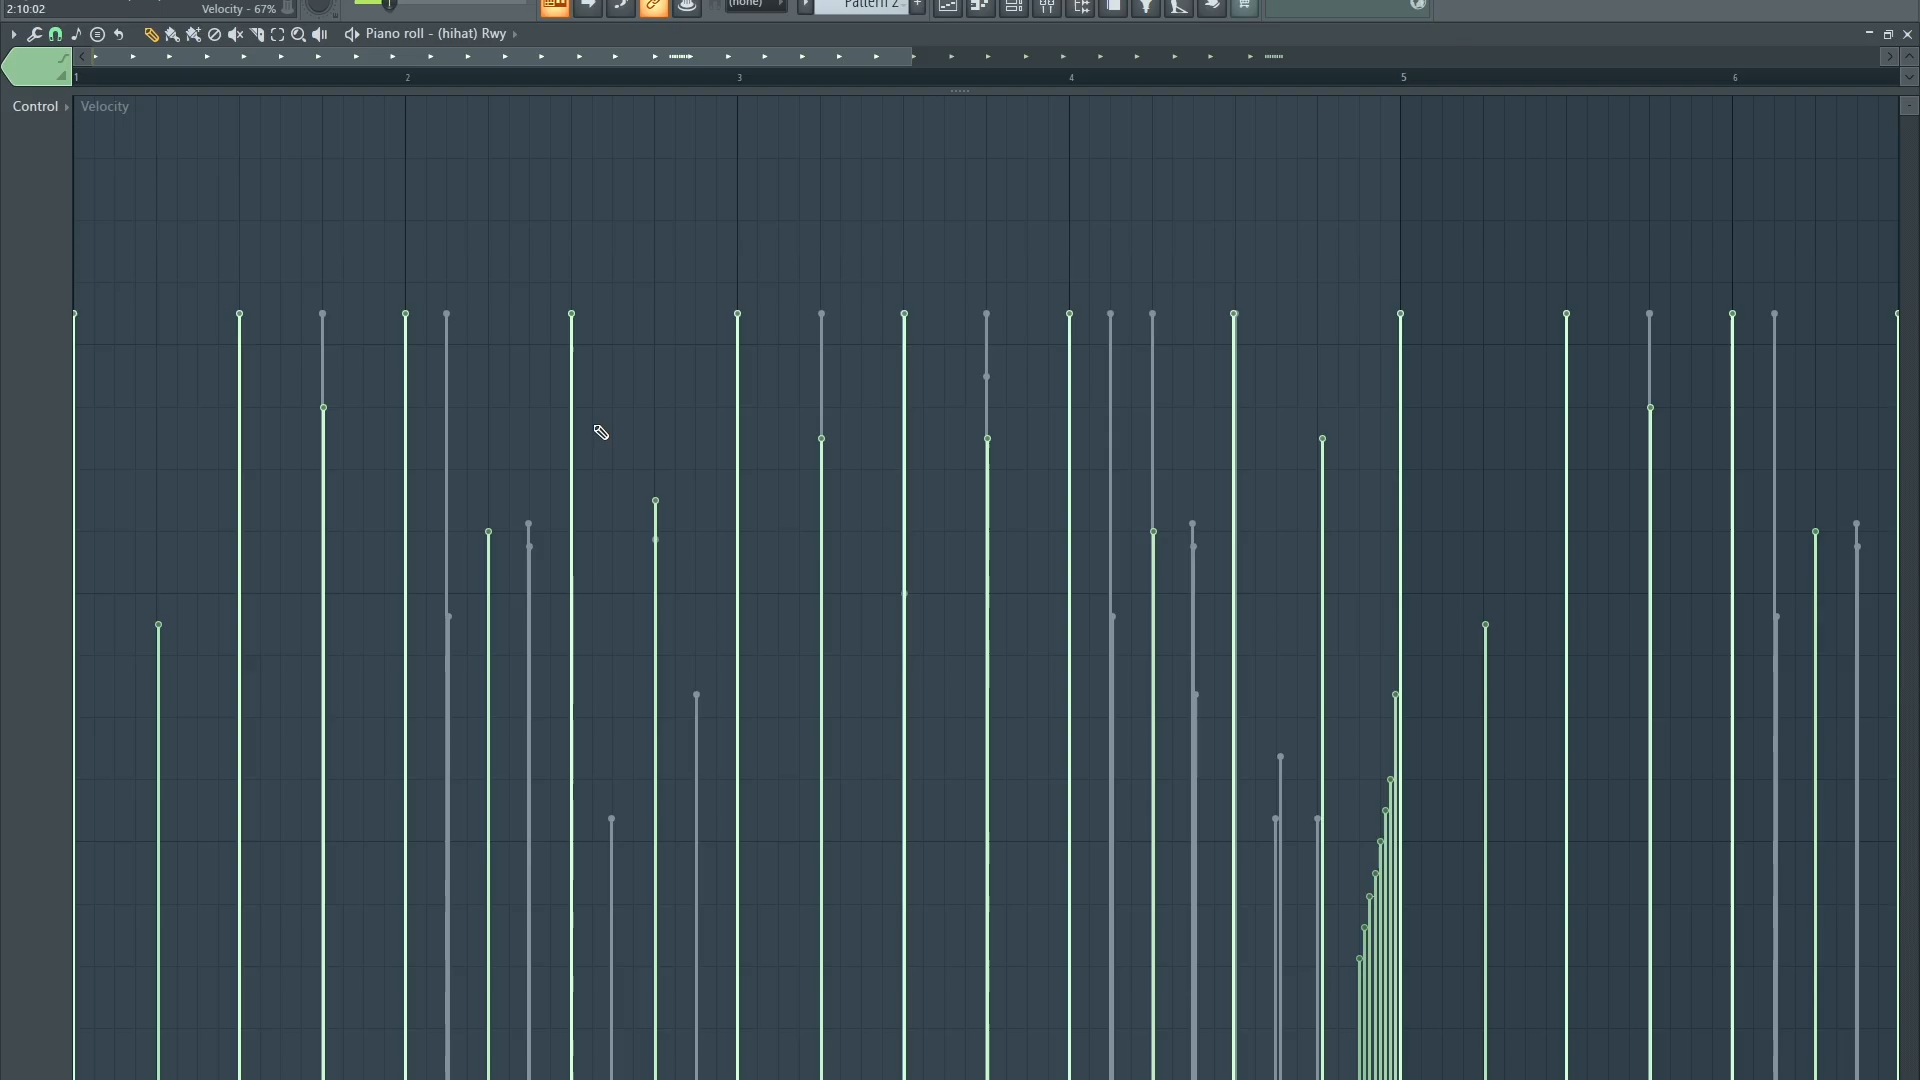 2:10:02
Velocity - 67%
(none)
Pattern 2
Piano roll - (hihat) Rwy
1 2 3 4 5 6
Control
Velocity